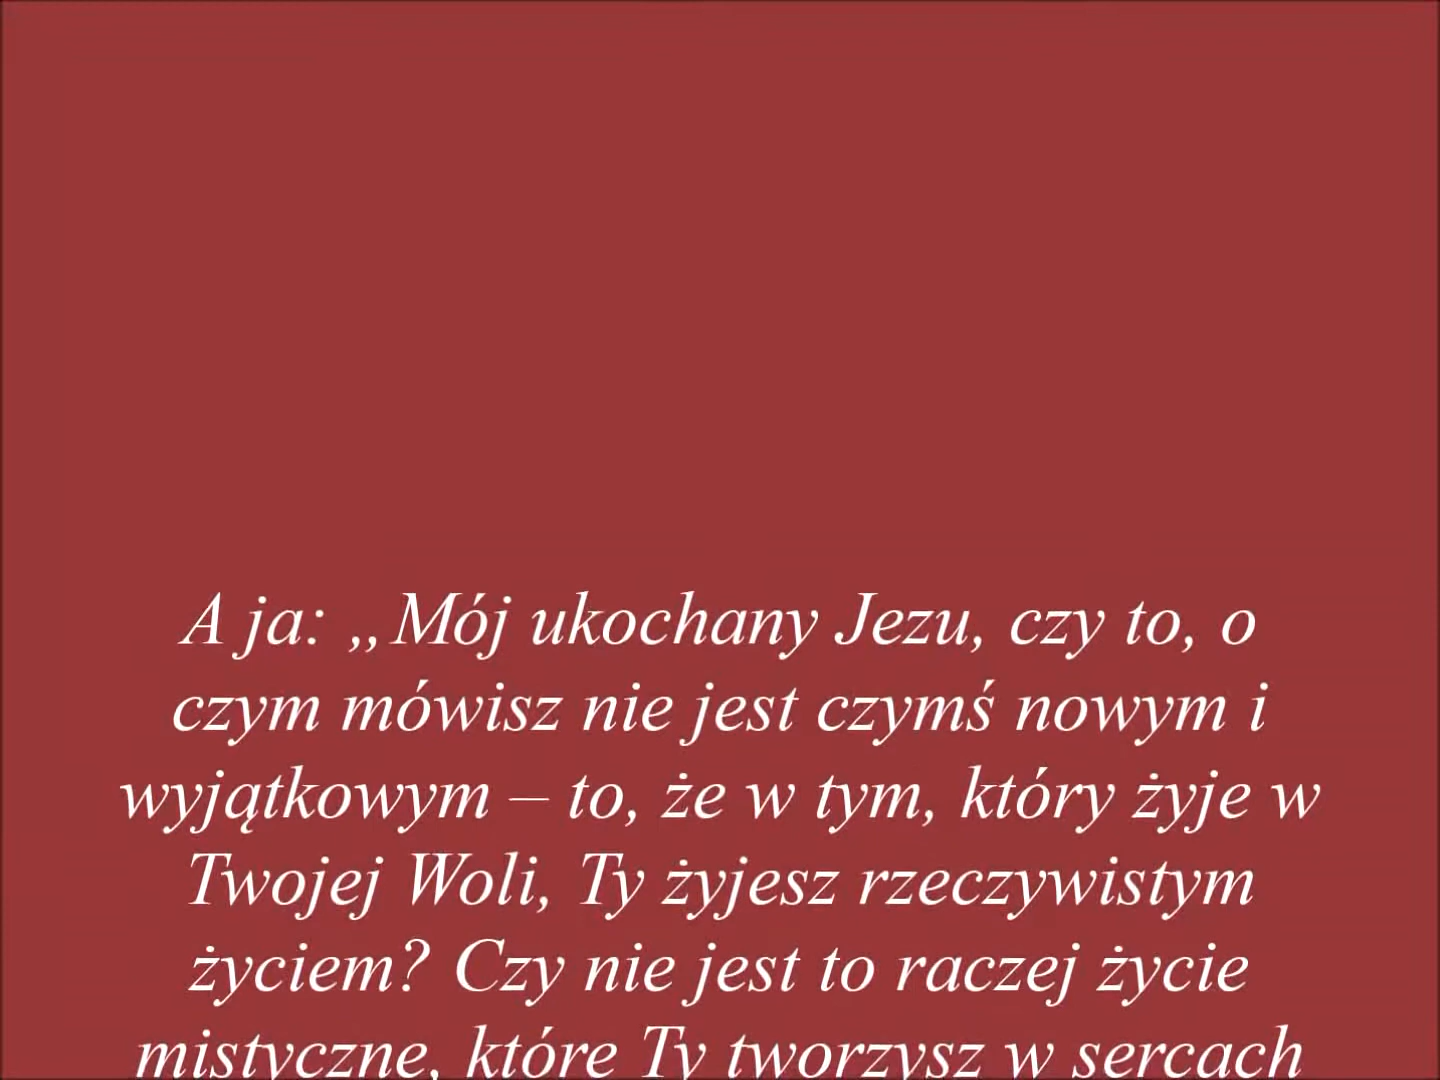 A ja: „Mój ukochany Jezu, czy to, o
czym mówisz nie jest czymś nowym i
wyjątkowym – to, że w tym, który żyje w
Twojej Woli, Ty żyjesz rzeczywistym
życiem? Czy nie jest to raczej życie
mistyczne, które Ty tworzysz w sercach